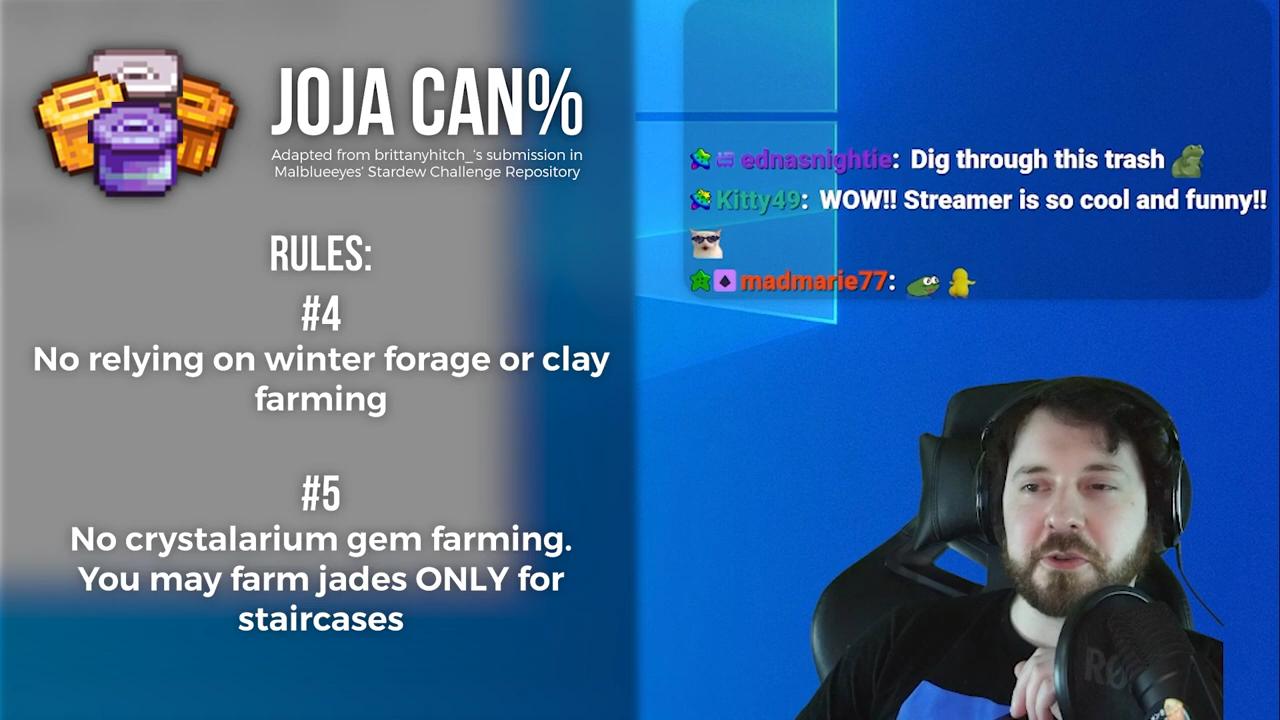 JOJA CAN%
Adapted from brittanyhitch_'s submission in
Malblueeyes' Stardew Challenge Repository
RULES:
#4
No relying on winter forage or clay
farming
#5
No crystalarium gem farming.
You may farm jades ONLY for
staircases
ednasnightie: Dig through this trash
Kitty49: WOW!! Streamer is so cool and funny!!
madmarie77: